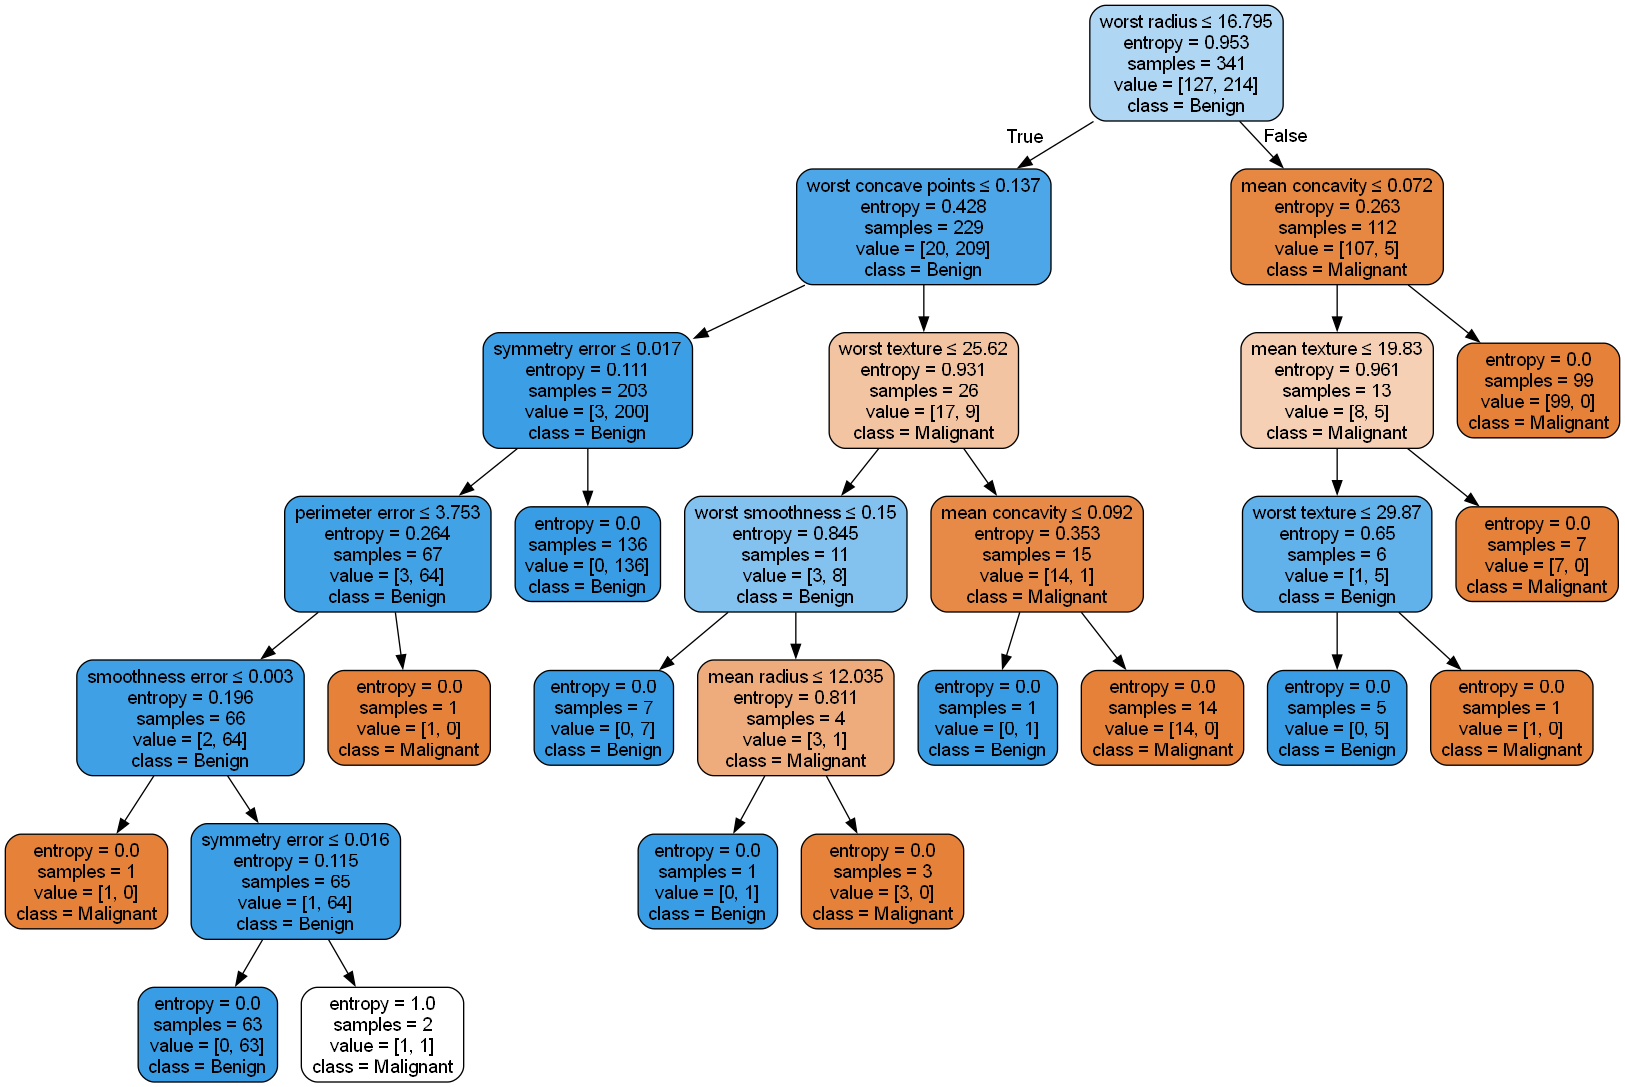 worst radius ≤ 16.795
entropy = 0.953
samples = 341
value = [127, 214]
class = Benign
True
False
worst concave points ≤ 0.137
entropy = 0.428
samples = 229
value = [20, 209]
class = Benign
mean concavity ≤ 0.072
entropy = 0.263
samples = 112
value = [107, 5]
class = Malignant
symmetry error ≤ 0.017
entropy = 0.111
samples = 203
value = [3, 200]
class = Benign
worst texture ≤ 25.62
entropy = 0.931
samples = 26
value = [17, 9]
class = Malignant
mean texture ≤ 19.83
entropy = 0.961
samples = 13
value = [8, 5]
class = Malignant
entropy = 0.0
samples = 99
value = [99, 0]
class = Malignant
perimeter error ≤ 3.753
entropy = 0.264
samples = 67
value = [3, 64]
class = Benign
entropy = 0.0
samples = 136
value = [0, 136]
class = Benign
worst smoothness ≤ 0.15
entropy = 0.845
samples = 11
value = [3, 8]
class = Benign
mean concavity ≤ 0.092
entropy = 0.353
samples = 15
value = [14, 1]
class = Malignant
worst texture ≤ 29.87
entropy = 0.65
samples = 6
value = [1, 5]
class = Benign
entropy = 0.0
samples = 7
value = [7, 0]
class = Malignant
smoothness error ≤ 0.003
entropy = 0.196
samples = 66
value = [2, 64]
class = Benign
entropy = 0.0
samples = 1
value = [1, 0]
class = Malignant
entropy = 0.0
samples = 7
value = [0, 7]
class = Benign
mean radius ≤ 12.035
entropy = 0.811
samples = 4
value = [3, 1]
class = Malignant
entropy = 0.0
samples = 1
value = [0, 1]
class = Benign
entropy = 0.0
samples = 14
value = [14, 0]
class = Malignant
entropy = 0.0
samples = 5
value = [0, 5]
class = Benign
entropy = 0.0
samples = 1
value = [1, 0]
class = Malignant
entropy = 0.0
samples = 1
value = [1, 0]
class = Malignant
symmetry error ≤ 0.016
entropy = 0.115
samples = 65
value = [1, 64]
class = Benign
entropy = 0.0
samples = 1
value = [0, 1]
class = Benign
entropy = 0.0
samples = 3
value = [3, 0]
class = Malignant
entropy = 0.0
samples = 63
value = [0, 63]
class = Benign
entropy = 1.0
samples = 2
value = [1, 1]
class = Malignant